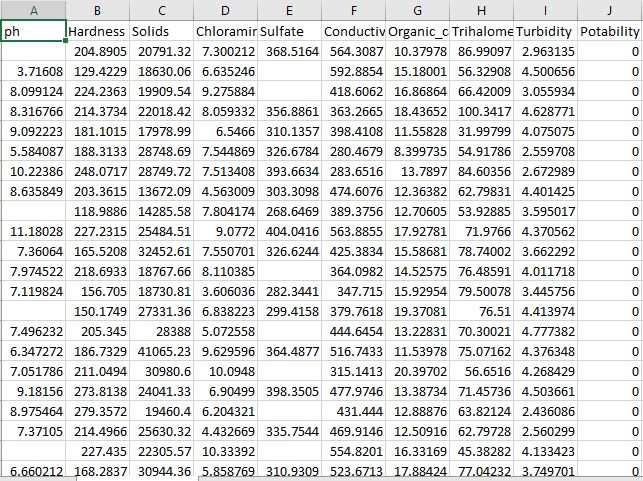 A B C D E F G H I J
ph Hardness Solids Chloramir Sulfate Conductiv Organic_c Trihalome Turbidity Potability
204.8905 20791.32 7.300212 368.5164 564.3087 10.37978 86.99097 2.963135 0
3.71608 129.4229 18630.06 6.635246 592.8854 15.18001 56.32908 4.500656 0
8.099124 224.2363 19909.54 9.275884 418.6062 16.86864 66.42009 3.055934 0
8.316766 214.3734 22018.42 8.059332 356.8861 363.2665 18.43652 100.3417 4.628771 0
9.092223 181.1015 17978.99 6.5466 310.1357 398.4108 11.55828 31.99799 4.075075 0
5.584087 188.3133 28748.69 7.544869 326.6784 280.4679 8.399735 54.91786 2.559708 0
10.22386 248.0717 28749.72 7.513408 393.6634 283.6516 13.7897 84.60356 2.672989 0
8.635849 203.3615 13672.09 4.563009 303.3098 474.6076 12.36382 62.79831 4.401425 0
118.9886 14285.58 7.804174 268.6469 389.3756 12.70605 53.92885 3.595017 0
11.18028 227.2315 25484.51 9.0772 404.0416 563.8855 17.92781 71.9766 4.370562 0
7.36064 165.5208 32452.61 7.550701 326.6244 425.3834 15.58681 78.74002 3.662292 0
7.974522 218.6933 18767.66 8.110385 364.0982 14.52575 76.48591 4.011718 0
7.119824 156.705 18730.81 3.606036 282.3441 347.715 15.92954 79.50078 3.445756 0
150.1749 27331.36 6.838223 299.4158 379.7618 19.37081 76.51 4.413974 0
7.496232 205.345 28388 5.072558 444.6454 13.22831 70.30021 4.777382 0
6.347272 186.7329 41065.23 9.629596 364.4877 516.7433 11.53978 75.07162 4.376348 0
7.051786 211.0494 30980.6 10.0948 315.1413 20.39702 56.6516 4.268429 0
9.18156 273.8138 24041.33 6.90499 398.3505 477.9746 13.38734 71.45736 4.503661 0
8.975464 279.3572 19460.4 6.204321 431.444 12.88876 63.82124 2.436086 0
7.37105 214.4966 25630.32 4.432669 335.7544 469.9146 12.50916 62.79728 2.560299 0
227.435 22305.57 10.33392 554.8201 16.33169 45.38282 4.133423 0
6.660212 168.2837 30944.36 5.858769 310.9309 523.6713 17.88424 77.04232 3.749701 0